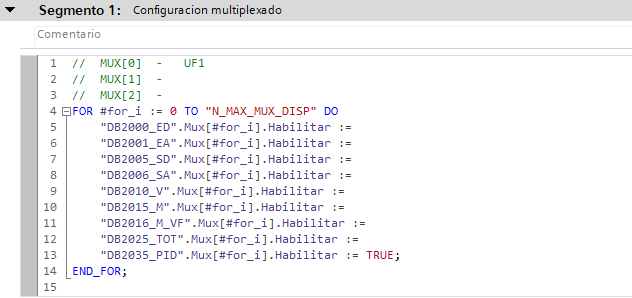 Segmento 1: Configuracion multiplexado
Comentario
1 // MUX[0] - UF1
2 // MUX[1] -
3 // MUX[2] -
4 FOR #for_i := 0 TO "N_MAX_MUX_DISP" DO
5 "DB2000_ED".Mux[#for_i].Habilitar :=
6 "DB2001_EA".Mux[#for_i].Habilitar :=
7 "DB2005_SD".Mux[#for_i].Habilitar :=
8 "DB2006_SA".Mux[#for_i].Habilitar :=
9 "DB2010_V".Mux[#for_i].Habilitar :=
10 "DB2015_M".Mux[#for_i].Habilitar :=
11 "DB2016_M_VF".Mux[#for_i].Habilitar :=
12 "DB2025_TOT".Mux[#for_i].Habilitar :=
13 "DB2035_PID".Mux[#for_i].Habilitar := TRUE;
14 END_FOR;
15